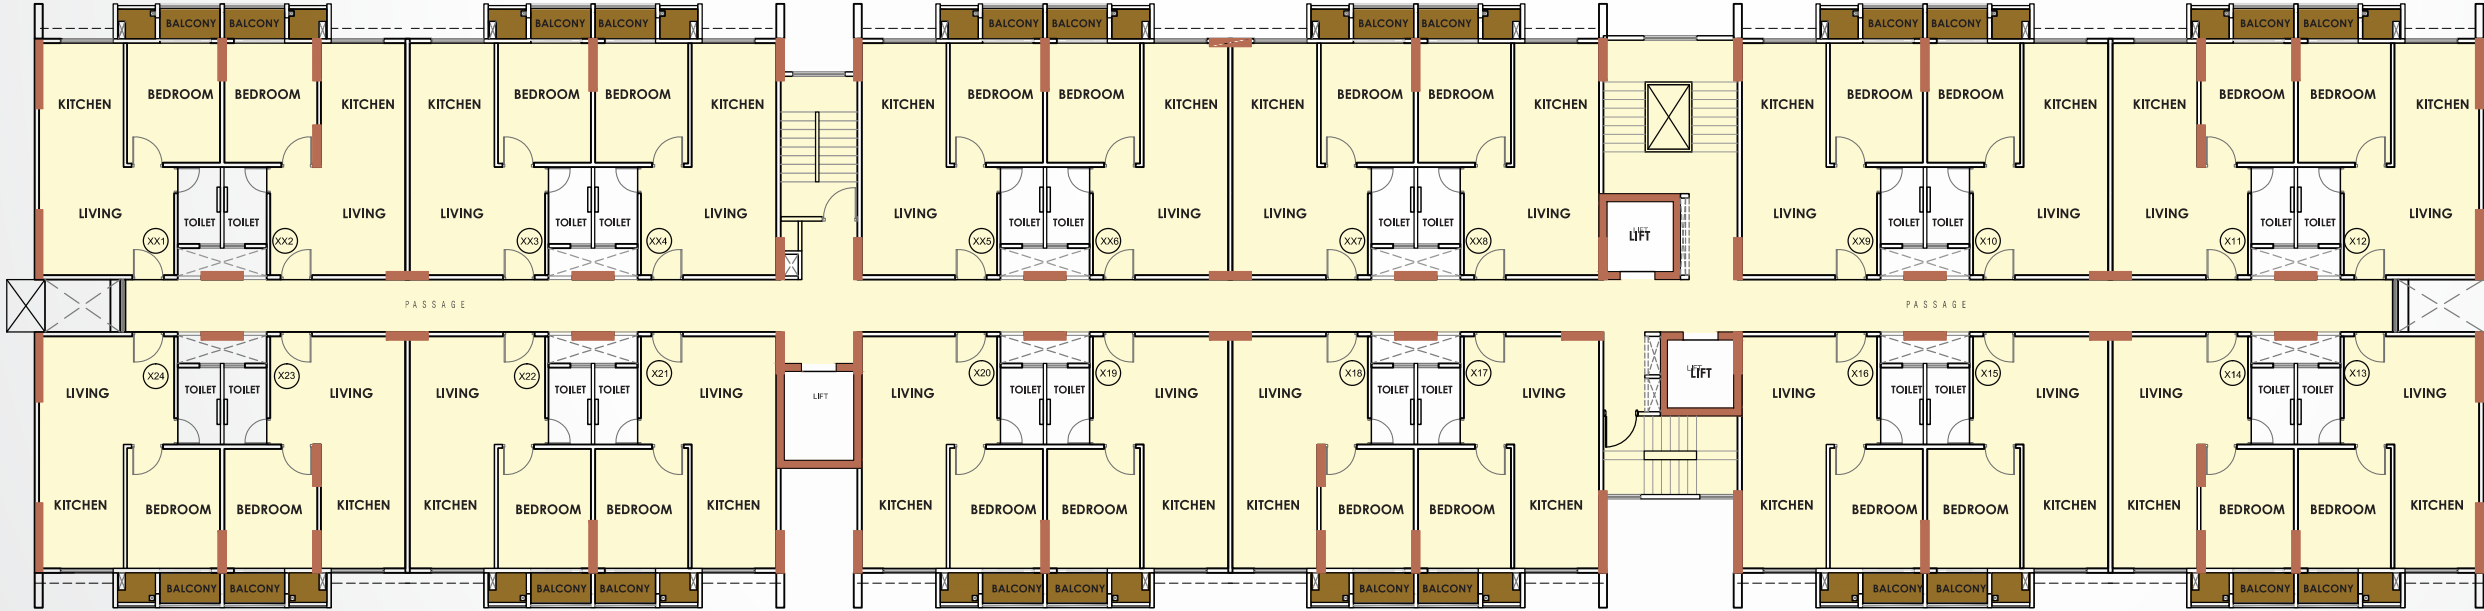 BALCONY BALCONY BALCONY BALCONY BALCONY BALCONY BALCONY BALCONY BALCONY BALCONY BALCONY BALCONY
KITCHEN BEDROOM BEDROOM KITCHEN KITCHEN BEDROOM BEDROOM KITCHEN KITCHEN BEDROOM BEDROOM KITCHEN KITCHEN BEDROOM BEDROOM KITCHEN KITCHEN BEDROOM BEDROOM KITCHEN KITCHEN BEDROOM BEDROOM KITCHEN
LIVING TOILET TOILET LIVING LIVING TOILET TOILET LIVING LIVING TOILET TOILET LIVING LIVING TOILET TOILET LIVING LIVING TOILET TOILET LIVING LIVING TOILET TOILET LIVING
XX1 XX2 XX3 XX4 XX5 XX6 XX7 XX8 LIFT XX9 X10 X11 X12
PASSAGE PASSAGE
X24 X23 X22 X21 X20 X19 X18 X17 LIFT X16 X15 X14 X13
LIVING TOILET TOILET LIVING LIVING TOILET TOILET LIVING LIFT LIVING TOILET TOILET LIVING LIVING TOILET TOILET LIVING LIVING TOILET TOILET LIVING LIVING TOILET TOILET LIVING
KITCHEN BEDROOM BEDROOM KITCHEN KITCHEN BEDROOM BEDROOM KITCHEN KITCHEN BEDROOM BEDROOM KITCHEN KITCHEN BEDROOM BEDROOM KITCHEN KITCHEN BEDROOM BEDROOM KITCHEN KITCHEN BEDROOM BEDROOM KITCHEN
BALCONY BALCONY BALCONY BALCONY BALCONY BALCONY BALCONY BALCONY BALCONY BALCONY BALCONY BALCONY